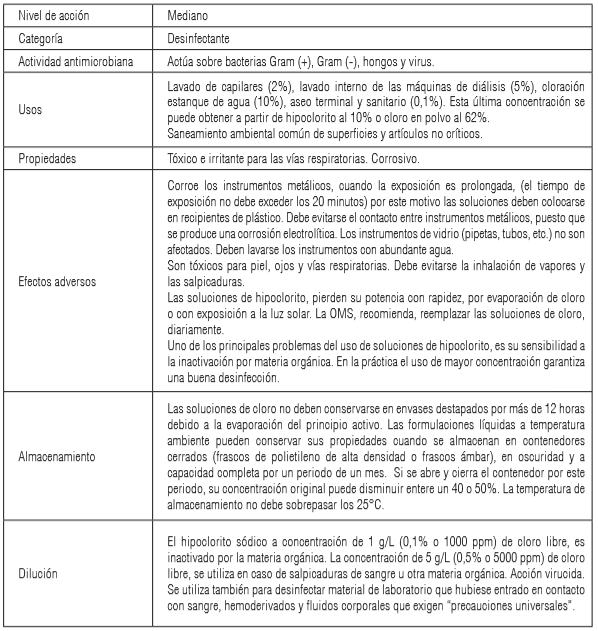 Nivel de acción Mediano
Categoría Desinfectante
Actividad antimicrobiana Actúa sobre bacterias Gram (+), Gram (-), hongos y virus.
Usos
Lavado de capilares (2%), lavado interno de las máquinas de diálisis (5%), cloración
estanque de agua (10%), aseo terminal y sanitario (0,1%). Esta última concentración se
puede obtener a partir de hipoclorito al 10% o cloro en polvo al 62%.
Saneamiento ambiental común de superficies y artículos no críticos.
Propiedades Tóxico e irritante para las vías respiratorias. Corrosivo.
Efectos adversos
Corroe los instrumentos metálicos, cuando la exposición es prolongada, (el tiempo de
exposición no debe exceder los 20 minutos) por este motivo las soluciones deben colocarse
en recipientes de plástico. Debe evitarse el contacto entre instrumentos metálicos, puesto que
se produce una corrosión electrolítica. Los instrumentos de vidrio (pipetas, tubos, etc.) no son
afectados. Deben lavarse los instrumentos con abundante agua.
Son tóxicos para piel, ojos y vías respiratorias. Debe evitarse la inhalación de vapores y
las salpicaduras.
Las soluciones de hipoclorito, pierden su potencia con rapidez, por evaporación de cloro
o con exposición a la luz solar. La OMS, recomienda, reemplazar las soluciones de cloro,
diariamente.
Uno de los principales problemas del uso de soluciones de hipoclorito, es su sensibilidad a
la inactivación por materia orgánica. En la práctica el uso de mayor concentración garantiza
una buena desinfección.
Almacenamiento
Las soluciones de cloro no deben conservarse en envases destapados por más de 12 horas
debido a la evaporación del principio activo. Las formulaciones líquidas a temperatura
ambiente pueden conservar sus propiedades cuando se almacenan en contenedores
cerrados (frascos de polietileno de alta densidad o frascos ámbar), en oscuridad y a
capacidad completa por un periodo de un mes. Si se abre y cierra el contenedor por este
periodo, su concentración original puede disminuir entere un 40 o 50%. La temperatura de
almacenamiento no debe sobrepasar los 25°C.
Dilución
El hipoclorito sódico a concentración de 1 g/L (0,1% o 1000 ppm) de cloro libre, es
inactivado por la materia orgánica. La concentración de 5 g/L (0,5% o 5000 ppm) de cloro
libre, se utiliza en caso de salpicaduras de sangre u otra materia orgánica. Acción virucida.
Se utiliza también para desinfectar material de laboratorio que hubiese entrado en contacto
con sangre, hemoderivados y fluidos corporales que exigen “precauciones universales”.